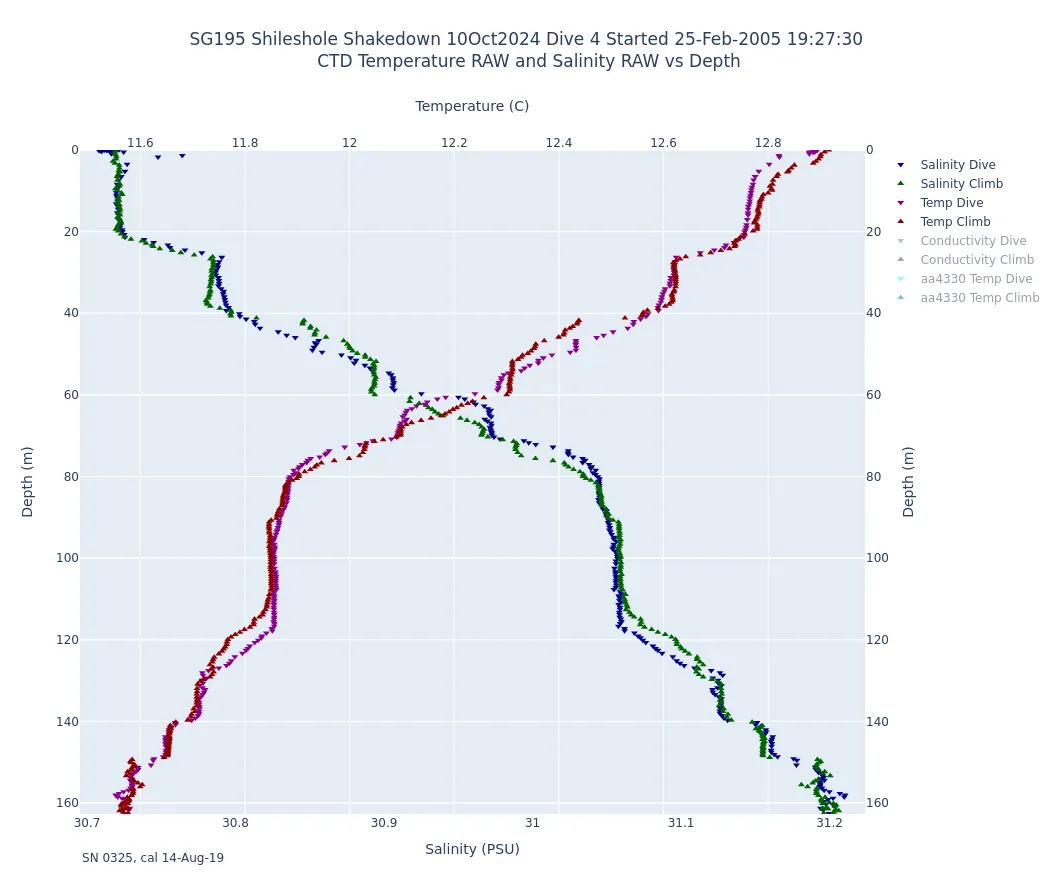 SG195 Shileshole Shakedown 10Oct2024 Dive 4 Started 25-Feb-2005 19:27:30
CTD Temperature RAW and Salinity RAW vs Depth
Temperature (C)
11.6 11.8 12 12.2 12.4 12.6 12.8
0 0
20 20
40 40
60 60
80 80
100 100
120 120
140 140
160 160
Depth (m)
Depth (m)
Salinity Dive
Salinity Climb
Temp Dive
Temp Climb
Conductivity Dive
Conductivity Climb
aa4330 Temp Dive
aa4330 Temp Climb
30.7 30.8 30.9 31 31.1 31.2
Salinity (PSU)
SN 0325, cal 14-Aug-19